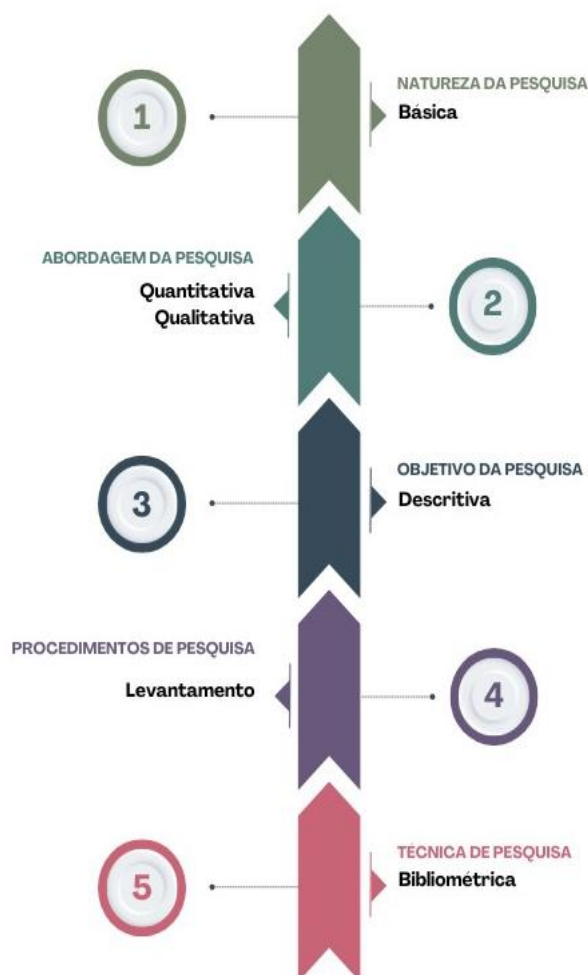 1
NATUREZA DA PESQUISA
Básica
ABORDAGEM DA PESQUISA
Quantitativa
Qualitativa
2
3
OBJETIVO DA PESQUISA
Descritiva
PROCEDIMENTOS DE PESQUISA
Levantamento
4
5
TÉCNICA DE PESQUISA
Bibliométrica